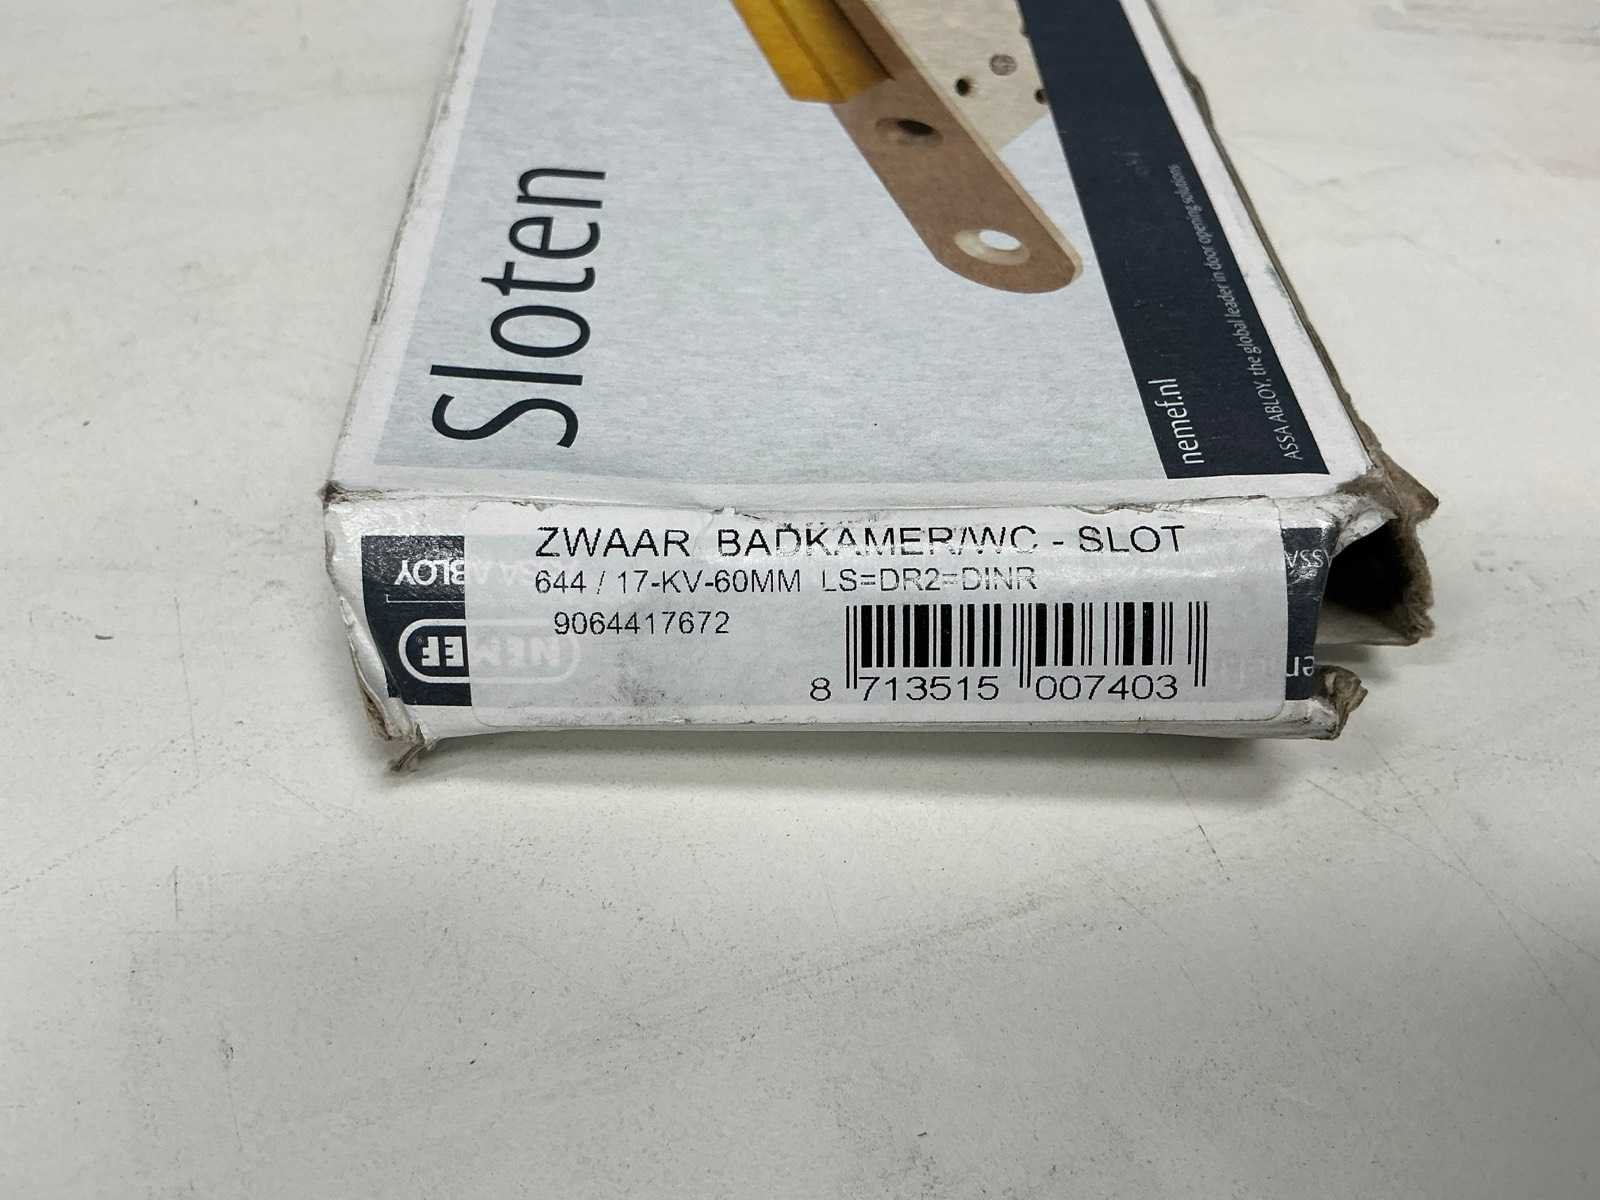 Sloten
nemef.nl
ASSA ABLOY, the global leader in door opening solutions
ZWAAR BADKAMER/WC - SLOT
644 / 17-KV-60MM LS=DR2=DINR
9064417672
8 713515 007403
ASSA ABLOY
NEMEF